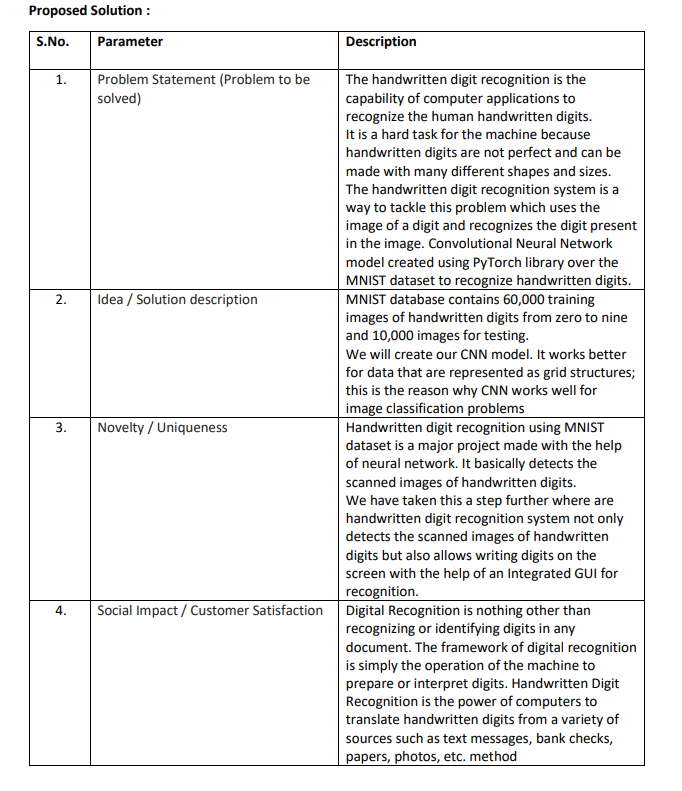 Proposed Solution :
S.No. Parameter Description
1. Problem Statement (Problem to be The handwritten digit recognition is the
solved) capability of computer applications to
recognize the human handwritten digits.
It is a hard task for the machine because
handwritten digits are not perfect and can be
made with many different shapes and sizes.
The handwritten digit recognition system is a
way to tackle this problem which uses the
image of a digit and recognizes the digit present
in the image. Convolutional Neural Network
model created using PyTorch library over the
MNIST dataset to recognize handwritten digits.
2. Idea / Solution description MNIST database contains 60,000 training
images of handwritten digits from zero to nine
and 10,000 images for testing.
We will create our CNN model. It works better
for data that are represented as grid structures;
this is the reason why CNN works well for
image classification problems
3. Novelty / Uniqueness Handwritten digit recognition using MNIST
dataset is a major project made with the help
of neural network. It basically detects the
scanned images of handwritten digits.
We have taken this a step further where are
handwritten digit recognition system not only
detects the scanned images of handwritten
digits but also allows writing digits on the
screen with the help of an Integrated GUI for
recognition.
4. Social Impact / Customer Satisfaction Digital Recognition is nothing other than
recognizing or identifying digits in any
document. The framework of digital recognition
is simply the operation of the machine to
prepare or interpret digits. Handwritten Digit
Recognition is the power of computers to
translate handwritten digits from a variety of
sources such as text messages, bank checks,
papers, photos, etc. method